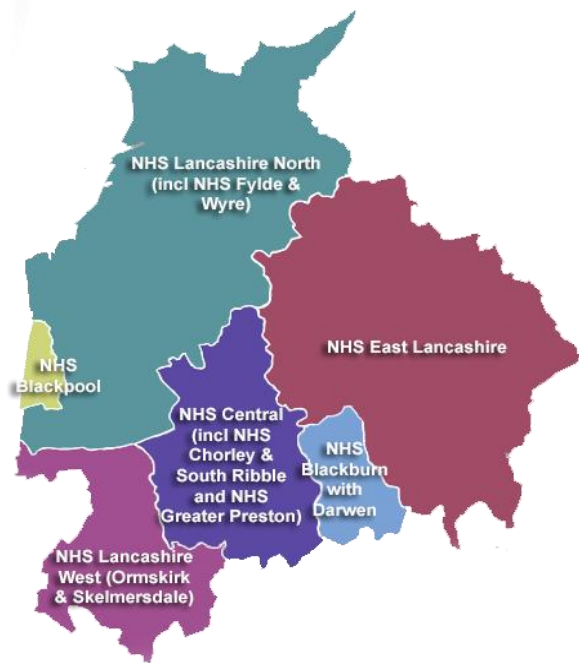 NHS Lancashire North
(incl NHS Fylde &
Wyre)
NHS East Lancashire
NHS
Blackpool
NHS Central
(incl NHS
Chorley &
South Ribble
and NHS
Greater Preston)
NHS
Blackburn
with
Darwen
NHS Lancashire
West (Ormskirk
& Skelmersdale)